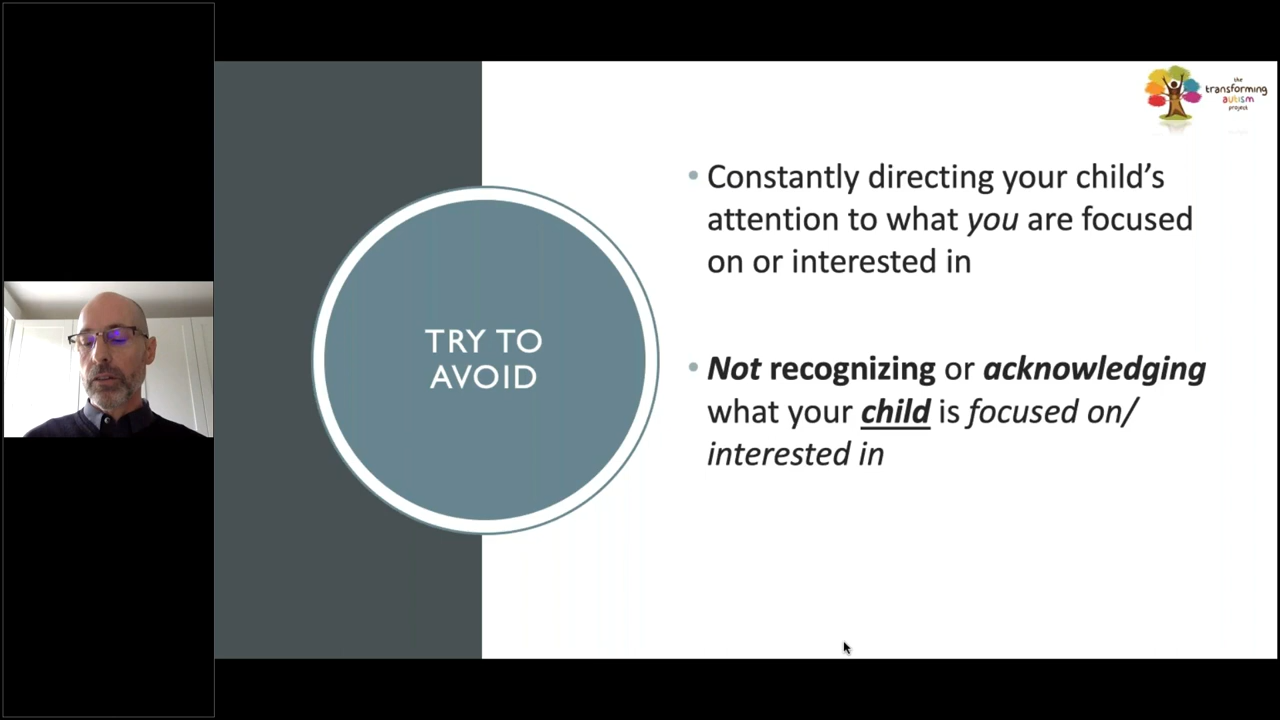 the
transforming
autism
project
• Constantly directing your child's
attention to what you are focused
on or interested in
TRY TO
AVOID
• Not recognizing or acknowledging
what your child is focused on/
interested in